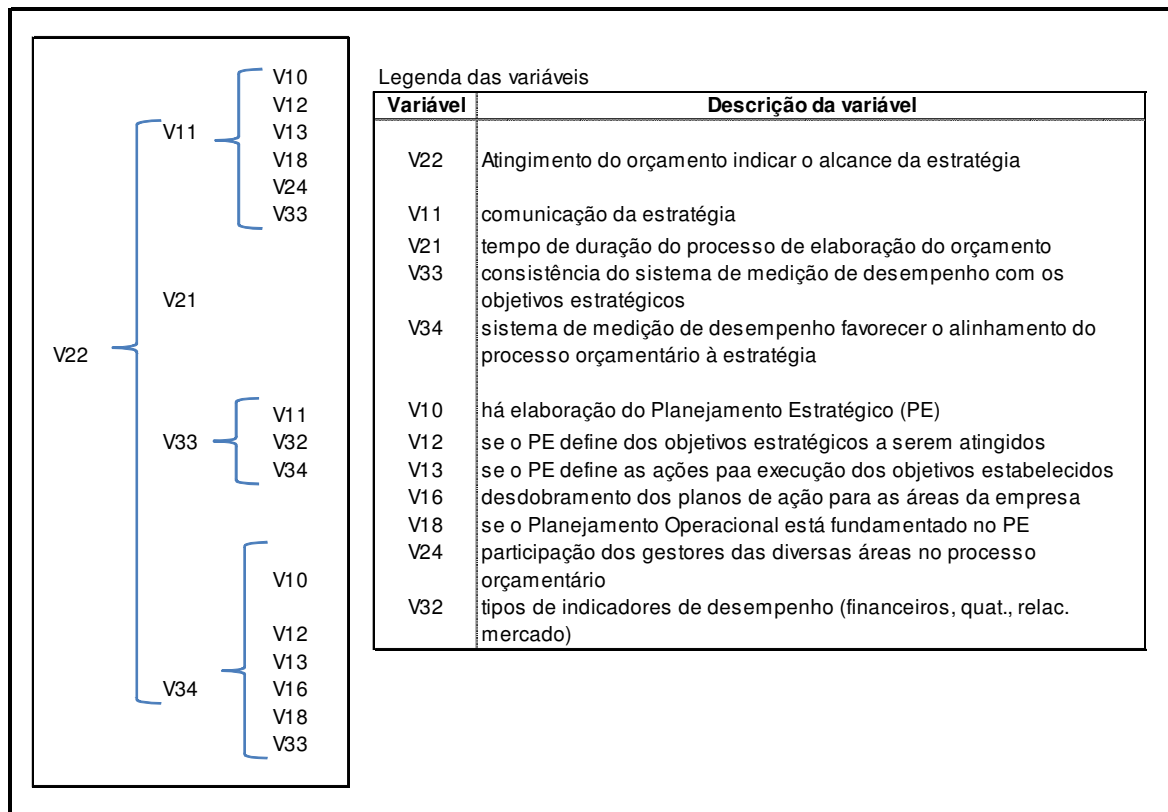 V10
V12
V11
V13
V18
V24
V33
V21
V22
V11
V33
V32
V34
V10
V12
V13
V34
V16
V18
V33
Legenda das variáveis
Variável Descrição da variável
V22 Atingimento do orçamento indicar o alcance da estratégia
V11 comunicação da estratégia
V21 tempo de duração do processo de elaboração do orçamento
V33 consistência do sistema de medição de desempenho com os
objetivos estratégicos
V34 sistema de medição de desempenho favorecer o alinhamento do
processo orçamentário à estratégia
V10 há elaboração do Planejamento Estratégico (PE)
V12 se o PE define dos objetivos estratégicos a serem atingidos
V13 se o PE define as ações paa execução dos objetivos estabelecidos
V16 desdobramento dos planos de ação para as áreas da empresa
V18 se o Planejamento Operacional está fundamentado no PE
V24 participação dos gestores das diversas áreas no processo
orçamentário
V32 tipos de indicadores de desempenho (financeiros, quat., relac.
mercado)